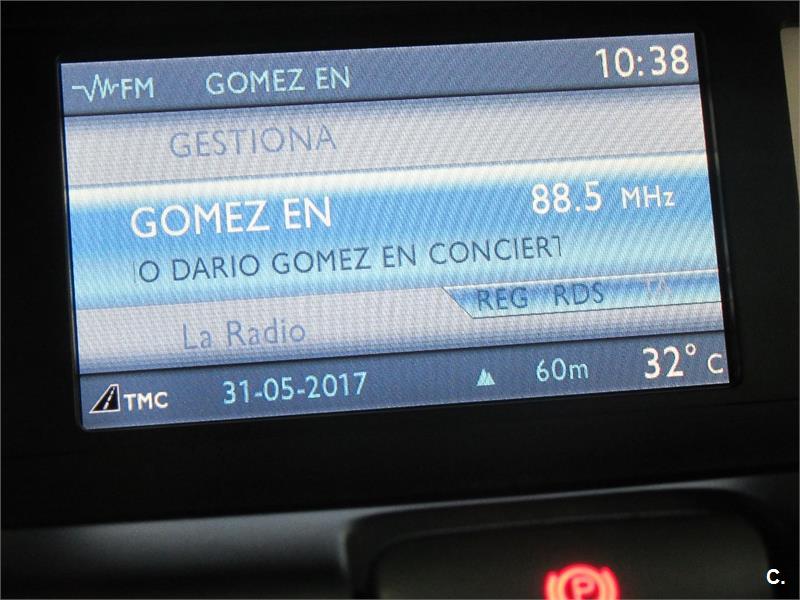 FM GOMEZ EN 10:38
GESTIONA
GOMEZ EN 88.5 MHz
O DARIO GOMEZ EN CONCIERT
REG RDS TA
La Radio
TMC 31-05-2017 60m 32° C
P
C.